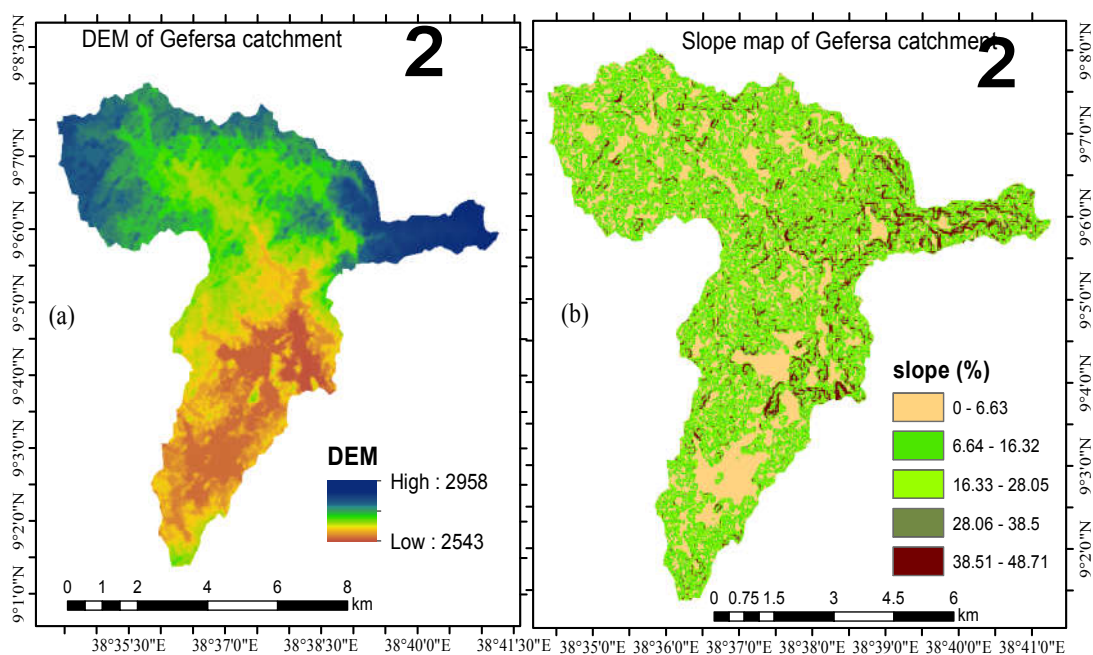 DEM of Gefersa catchment
2
9°8'30"N
9°7'0"N
9°6'0"N
9°5'0"N
9°4'0"N
9°3'0"N
9°2'0"N
9°1'0"N
(a)
DEM
High : 2958
Low : 2543
0 1 2 4 6 8
km
38°35'30"E 38°37'0"E 38°38'30"E 38°40'0"E 38°41'30"E
Slope map of Gefersa catchment
2
(b)
slope (%)
0 - 6.63
6.64 - 16.32
16.33 - 28.05
28.06 - 38.5
38.51 - 48.71
0 0.75 1.5 3 4.5 6
km
9°8'0"N
9°7'0"N
9°6'0"N
9°5'0"N
9°4'0"N
9°3'0"N
9°2'0"N
38°35'0"E 38°36'0"E 38°37'0"E 38°38'0"E 38°39'0"E 38°40'0"E 38°41'0"E